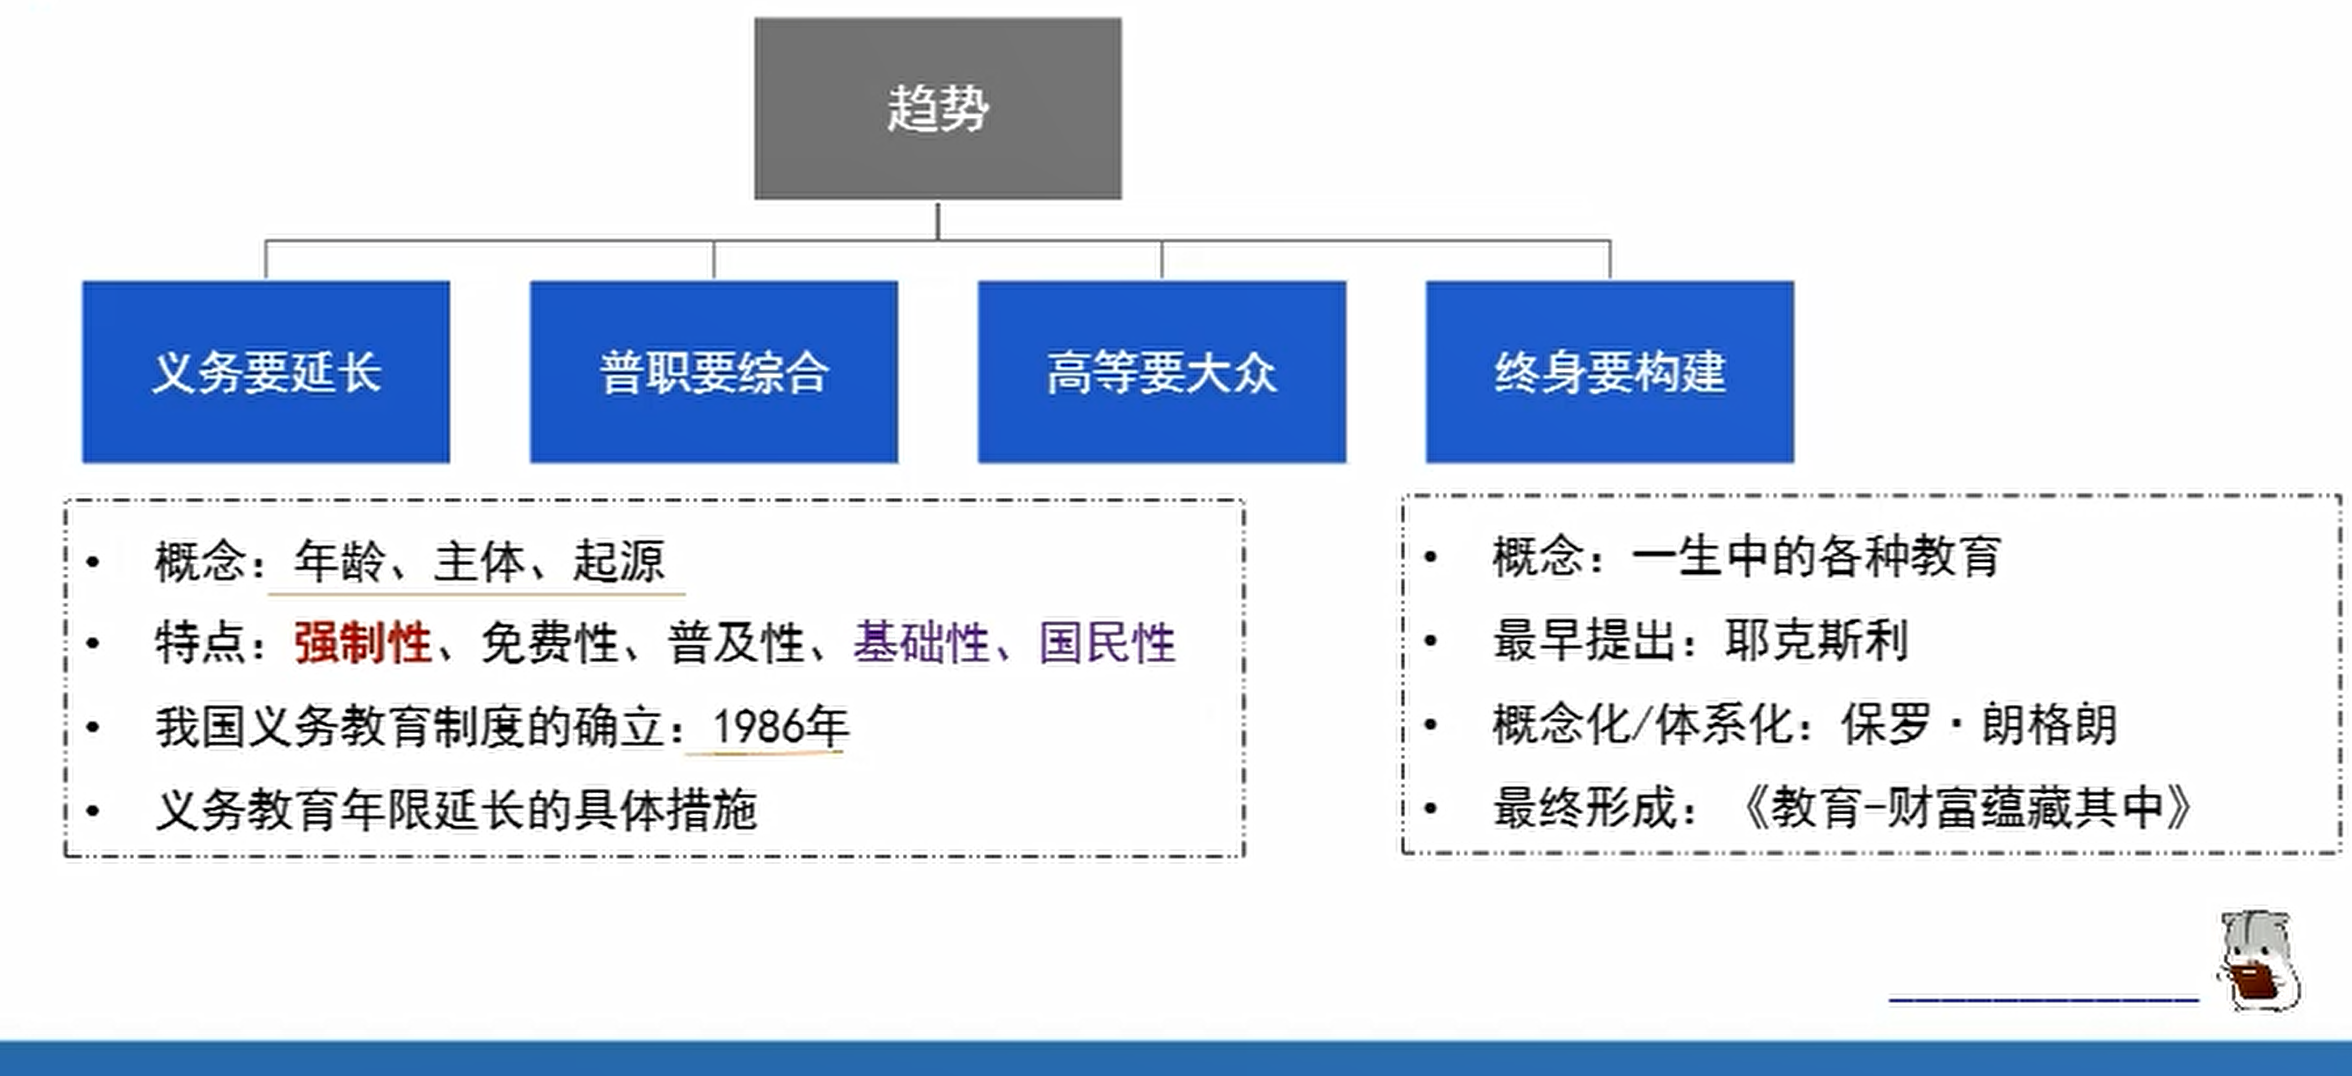 趋势
义务要延长
普职要综合
高等要大众
终身要构建
• 概念：年龄、主体、起源
• 特点：强制性、免费性、普及性、基础性、国民性
• 我国义务教育制度的确立：1986年
• 义务教育年限延长的具体措施
• 概念：一生中的各种教育
• 最早提出：耶克斯利
• 概念化/体系化：保罗·朗格朗
• 最终形成：《教育-财富蕴藏其中》